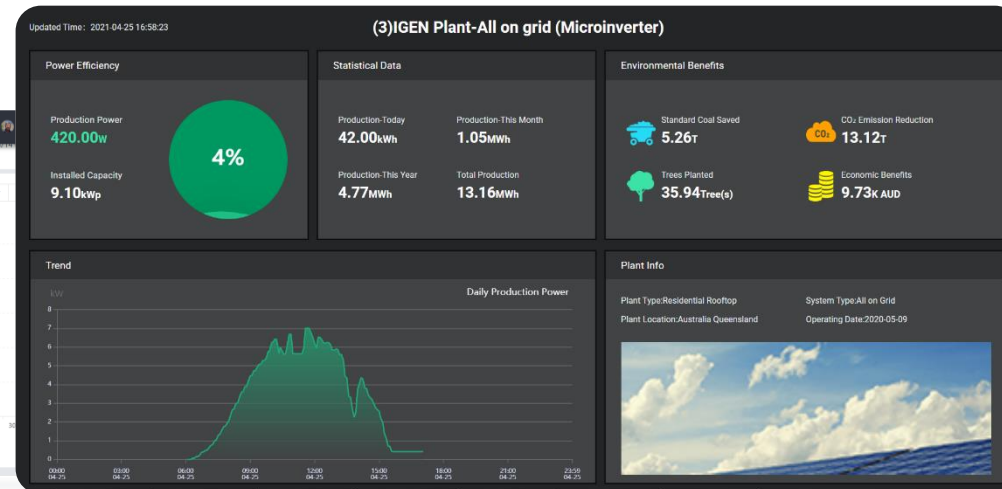 Updated Time: 2021-04-25 16:58:23
(3)IGEN Plant-All on grid (Microinverter)
Power Efficiency
Production Power
420.00W
Installed Capacity
9.10kWp
4%
Statistical Data
Production-Today
42.00kWh
Production-This Month
1.05MWh
Production-This Year
4.77MWh
Total Production
13.16MWh
Environmental Benefits
Standard Coal Saved
5.26T
CO₂ Emission Reduction
CO₂
13.12T
Trees Planted
35.94Tree(s)
Economic Benefits
9.73K AUD
Trend
kW
Daily Production Power
8
7
6
5
4
3
2
1
0
00:00 03:00 06:00 09:00 12:00 15:00 18:00 21:00 23:59
04-25 04-25 04-25 04-25 04-25 04-25 04-25 04-25 04-25
Plant Info
Plant Type:Residential Rooftop
System Type:All on Grid
Plant Location:Australia Queensland
Operating Date:2020-05-09